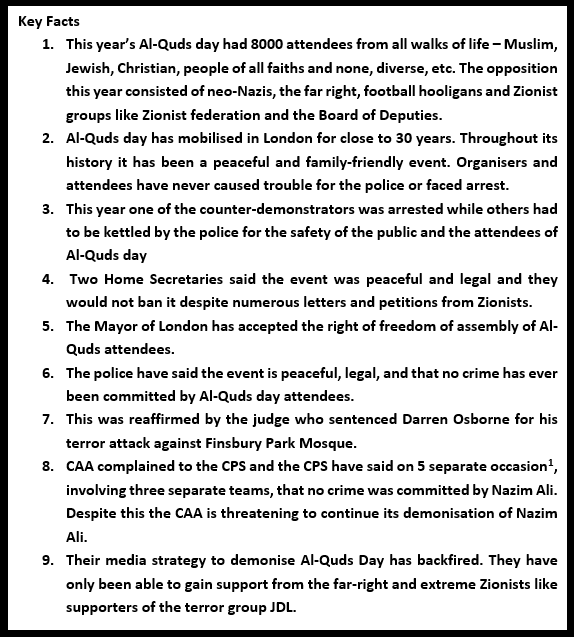 Key Facts
1. This year's Al-Quds day had 8000 attendees from all walks of life – Muslim,
Jewish, Christian, people of all faiths and none, diverse, etc. The opposition
this year consisted of neo-Nazis, the far right, football hooligans and Zionist
groups like Zionist federation and the Board of Deputies.
2. Al-Quds day has mobilised in London for close to 30 years. Throughout its
history it has been a peaceful and family-friendly event. Organisers and
attendees have never caused trouble for the police or faced arrest.
3. This year one of the counter-demonstrators was arrested while others had
to be kettled by the police for the safety of the public and the attendees of
Al-Quds day
4. Two Home Secretaries said the event was peaceful and legal and they
would not ban it despite numerous letters and petitions from Zionists.
5. The Mayor of London has accepted the right of freedom of assembly of Al-
Quds attendees.
6. The police have said the event is peaceful, legal, and that no crime has ever
been committed by Al-Quds day attendees.
7. This was reaffirmed by the judge who sentenced Darren Osborne for his
terror attack against Finsbury Park Mosque.
8. CAA complained to the CPS and the CPS have said on 5 separate occasion¹,
involving three separate teams, that no crime was committed by Nazim Ali.
Despite this the CAA is threatening to continue its demonisation of Nazim
Ali.
9. Their media strategy to demonise Al-Quds Day has backfired. They have
only been able to gain support from the far-right and extreme Zionists like
supporters of the terror group JDL.